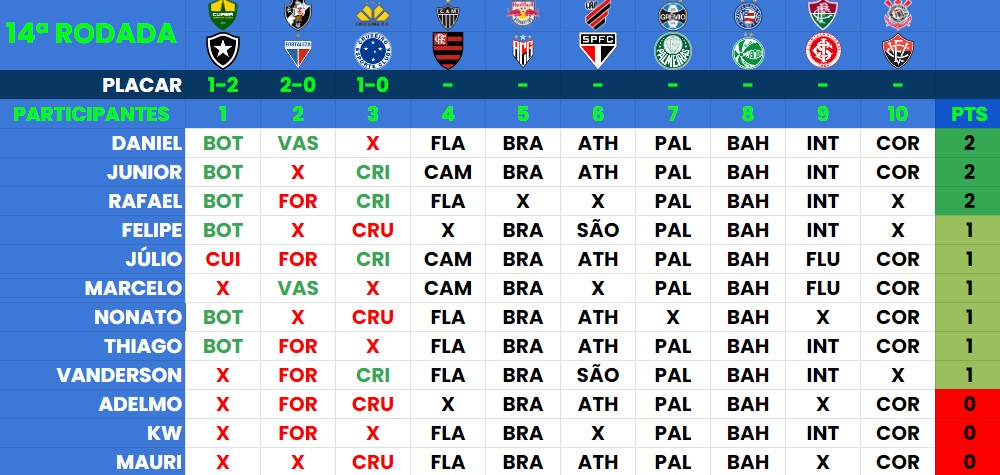 14ª RODADA
CUIABÁ
CAM
CAP
GRÊMIO
FORTALEZA
SPFC
PALMEIRAS
PLACAR 1-2 2-0 1-0 - - - - - - -
PARTICIPANTES 1 2 3 4 5 6 7 8 9 10 PTS
DANIEL BOT VAS X FLA BRA ATH PAL BAH INT COR 2
JUNIOR BOT X CRI CAM BRA ATH PAL BAH INT COR 2
RAFAEL BOT FOR CRI FLA X X PAL BAH INT X 2
FELIPE BOT X CRU X BRA SÃO PAL BAH INT X 1
JÚLIO CUI FOR CRI CAM BRA ATH PAL BAH FLU COR 1
MARCELO X VAS X CAM BRA X PAL BAH FLU COR 1
NONATO BOT X CRU FLA BRA ATH X BAH X COR 1
THIAGO BOT FOR X FLA BRA ATH PAL BAH INT COR 1
VANDERSON X FOR CRI FLA BRA SÃO PAL BAH INT X 1
ADELMO X FOR CRU X BRA ATH PAL BAH X COR 0
KW X FOR X FLA BRA X PAL BAH INT COR 0
MAURI X X CRU FLA BRA ATH PAL BAH X COR 0